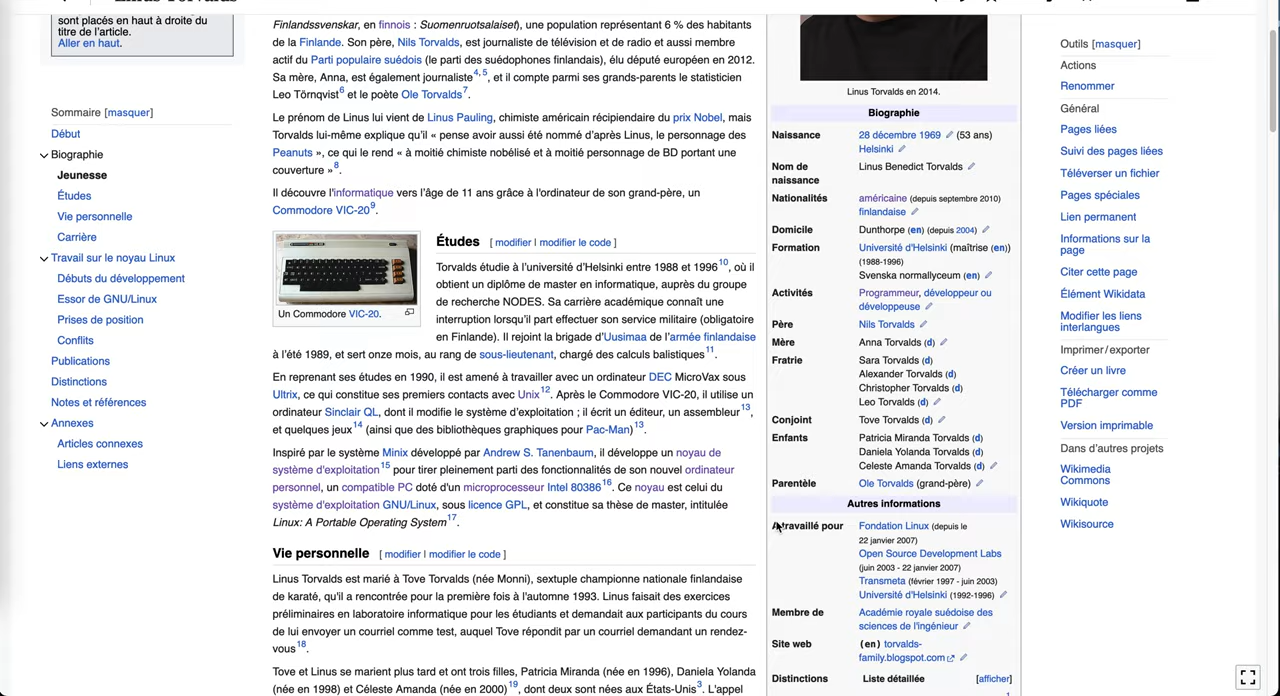 sont placés en haut à droite du
titre de l'article.
Aller en haut.
Sommaire [masquer]
Début
Biographie
Jeunesse
Études
Vie personnelle
Carrière
Travail sur le noyau Linux
Débuts du développement
Essor de GNU/Linux
Prises de position
Conflits
Publications
Distinctions
Notes et références
Annexes
Articles connexes
Liens externes
Finlandssvenskar, en finnois : Suomenruotsalaiset), une population représentant 6 % des habitants
de la Finlande. Son père, Nils Torvalds, est journaliste de télévision et de radio et aussi membre
actif du Parti populaire suédois (le parti des suédophones finlandais), élu député européen en 2012.
Sa mère, Anna, est également journaliste4, 5, et il compte parmi ses grands-parents le statisticien
Leo Törnqvist6 et le poète Ole Torvalds7.
Le prénom de Linus lui vient de Linus Pauling, chimiste américain récipiendaire du prix Nobel, mais
Torvalds lui-même explique qu'il « pense avoir aussi été nommé d'après Linus, le personnage des
Peanuts », ce qui le rend « à moitié chimiste nobélisé et à moitié personnage de BD portant une
couverture »8.
Il découvre l'informatique vers l'âge de 11 ans grâce à l'ordinateur de son grand-père, un
Commodore VIC-209.
Un Commodore VIC-20.
Études [ modifier | modifier le code ]
Torvalds étudie à l'université d'Helsinki entre 1988 et 199610, où il
obtient un diplôme de master en informatique, auprès du groupe
de recherche NODES. Sa carrière académique connaît une
interruption lorsqu'il part effectuer son service militaire (obligatoire
en Finlande). Il rejoint la brigade d'Uusimaa de l'armée finlandaise
à l'été 1989, et sert onze mois, au rang de sous-lieutenant, chargé des calculs balistiques11.
En reprenant ses études en 1990, il est amené à travailler avec un ordinateur DEC MicroVax sous
Ultrix, ce qui constitue ses premiers contacts avec Unix12. Après le Commodore VIC-20, il utilise un
ordinateur Sinclair QL, dont il modifie le système d'exploitation ; il écrit un éditeur, un assembleur13,
et quelques jeux14 (ainsi que des bibliothèques graphiques pour Pac-Man)13.
Inspiré par le système Minix développé par Andrew S. Tanenbaum, il développe un noyau de
système d'exploitation15 pour tirer pleinement parti des fonctionnalités de son nouvel ordinateur
personnel, un compatible PC doté d'un microprocesseur Intel 8038616. Ce noyau est celui du
système d'exploitation GNU/Linux, sous licence GPL, et constitue sa thèse de master, intitulée
Linux: A Portable Operating System17.
Vie personnelle [ modifier | modifier le code ]
Linus Torvalds est marié à Tove Torvalds (née Monni), sextuple championne nationale finlandaise
de karaté, qu'il a rencontrée pour la première fois à l'automne 1993. Linus faisait des exercices
préliminaires en laboratoire informatique pour les étudiants et demandait aux participants du cours
de lui envoyer un courriel comme test, auquel Tove répondit par un courriel demandant un rendez-
vous18.
Tove et Linus se marient plus tard et ont trois filles, Patricia Miranda (née en 1996), Daniela Yolanda
(née en 1998) et Céleste Amanda (née en 2000)19, dont deux sont nées aux États-Unis3. L'appel
Linus Torvalds en 2014.
Biographie
Naissance 28 décembre 1969 (53 ans)
Helsinki
Nom de naissance Linus Benedict Torvalds
Nationalités américaine (depuis septembre 2010)
finlandaise
Domicile Dunthorpe (en) (depuis 2004)
Formation Université d'Helsinki (maîtrise (en))
(1988-1996)
Svenska normallyceum (en)
Activités Programmeur, développeur ou
développeuse
Père Nils Torvalds
Mère Anna Torvalds (d)
Fratrie Sara Torvalds (d)
Alexander Torvalds (d)
Christopher Torvalds (d)
Leo Torvalds (d)
Conjoint Tove Torvalds (d)
Enfants Patricia Miranda Torvalds (d)
Daniela Yolanda Torvalds (d)
Celeste Amanda Torvalds (d)
Parentèle Ole Torvalds (grand-père)
Autres informations
A travaillé pour Fondation Linux (depuis le
22 janvier 2007)
Open Source Development Labs
(juin 2003 - 22 janvier 2007)
Transmeta (février 1997 - juin 2003)
Université d'Helsinki (1992-1996)
Membre de Académie royale suédoise des
sciences de l'ingénieur
Site web (en) torvalds-
family.blogspot.com
Distinctions Liste détaillée [afficher]
Outils [masquer]
Actions
Renommer
Général
Pages liées
Suivi des pages liées
Téléverser un fichier
Pages spéciales
Lien permanent
Informations sur la
page
Citer cette page
Élément Wikidata
Modifier les liens
interlangues
Imprimer/exporter
Créer un livre
Télécharger comme
PDF
Version imprimable
Dans d'autres projets
Wikimedia
Commons
Wikiquote
Wikisource